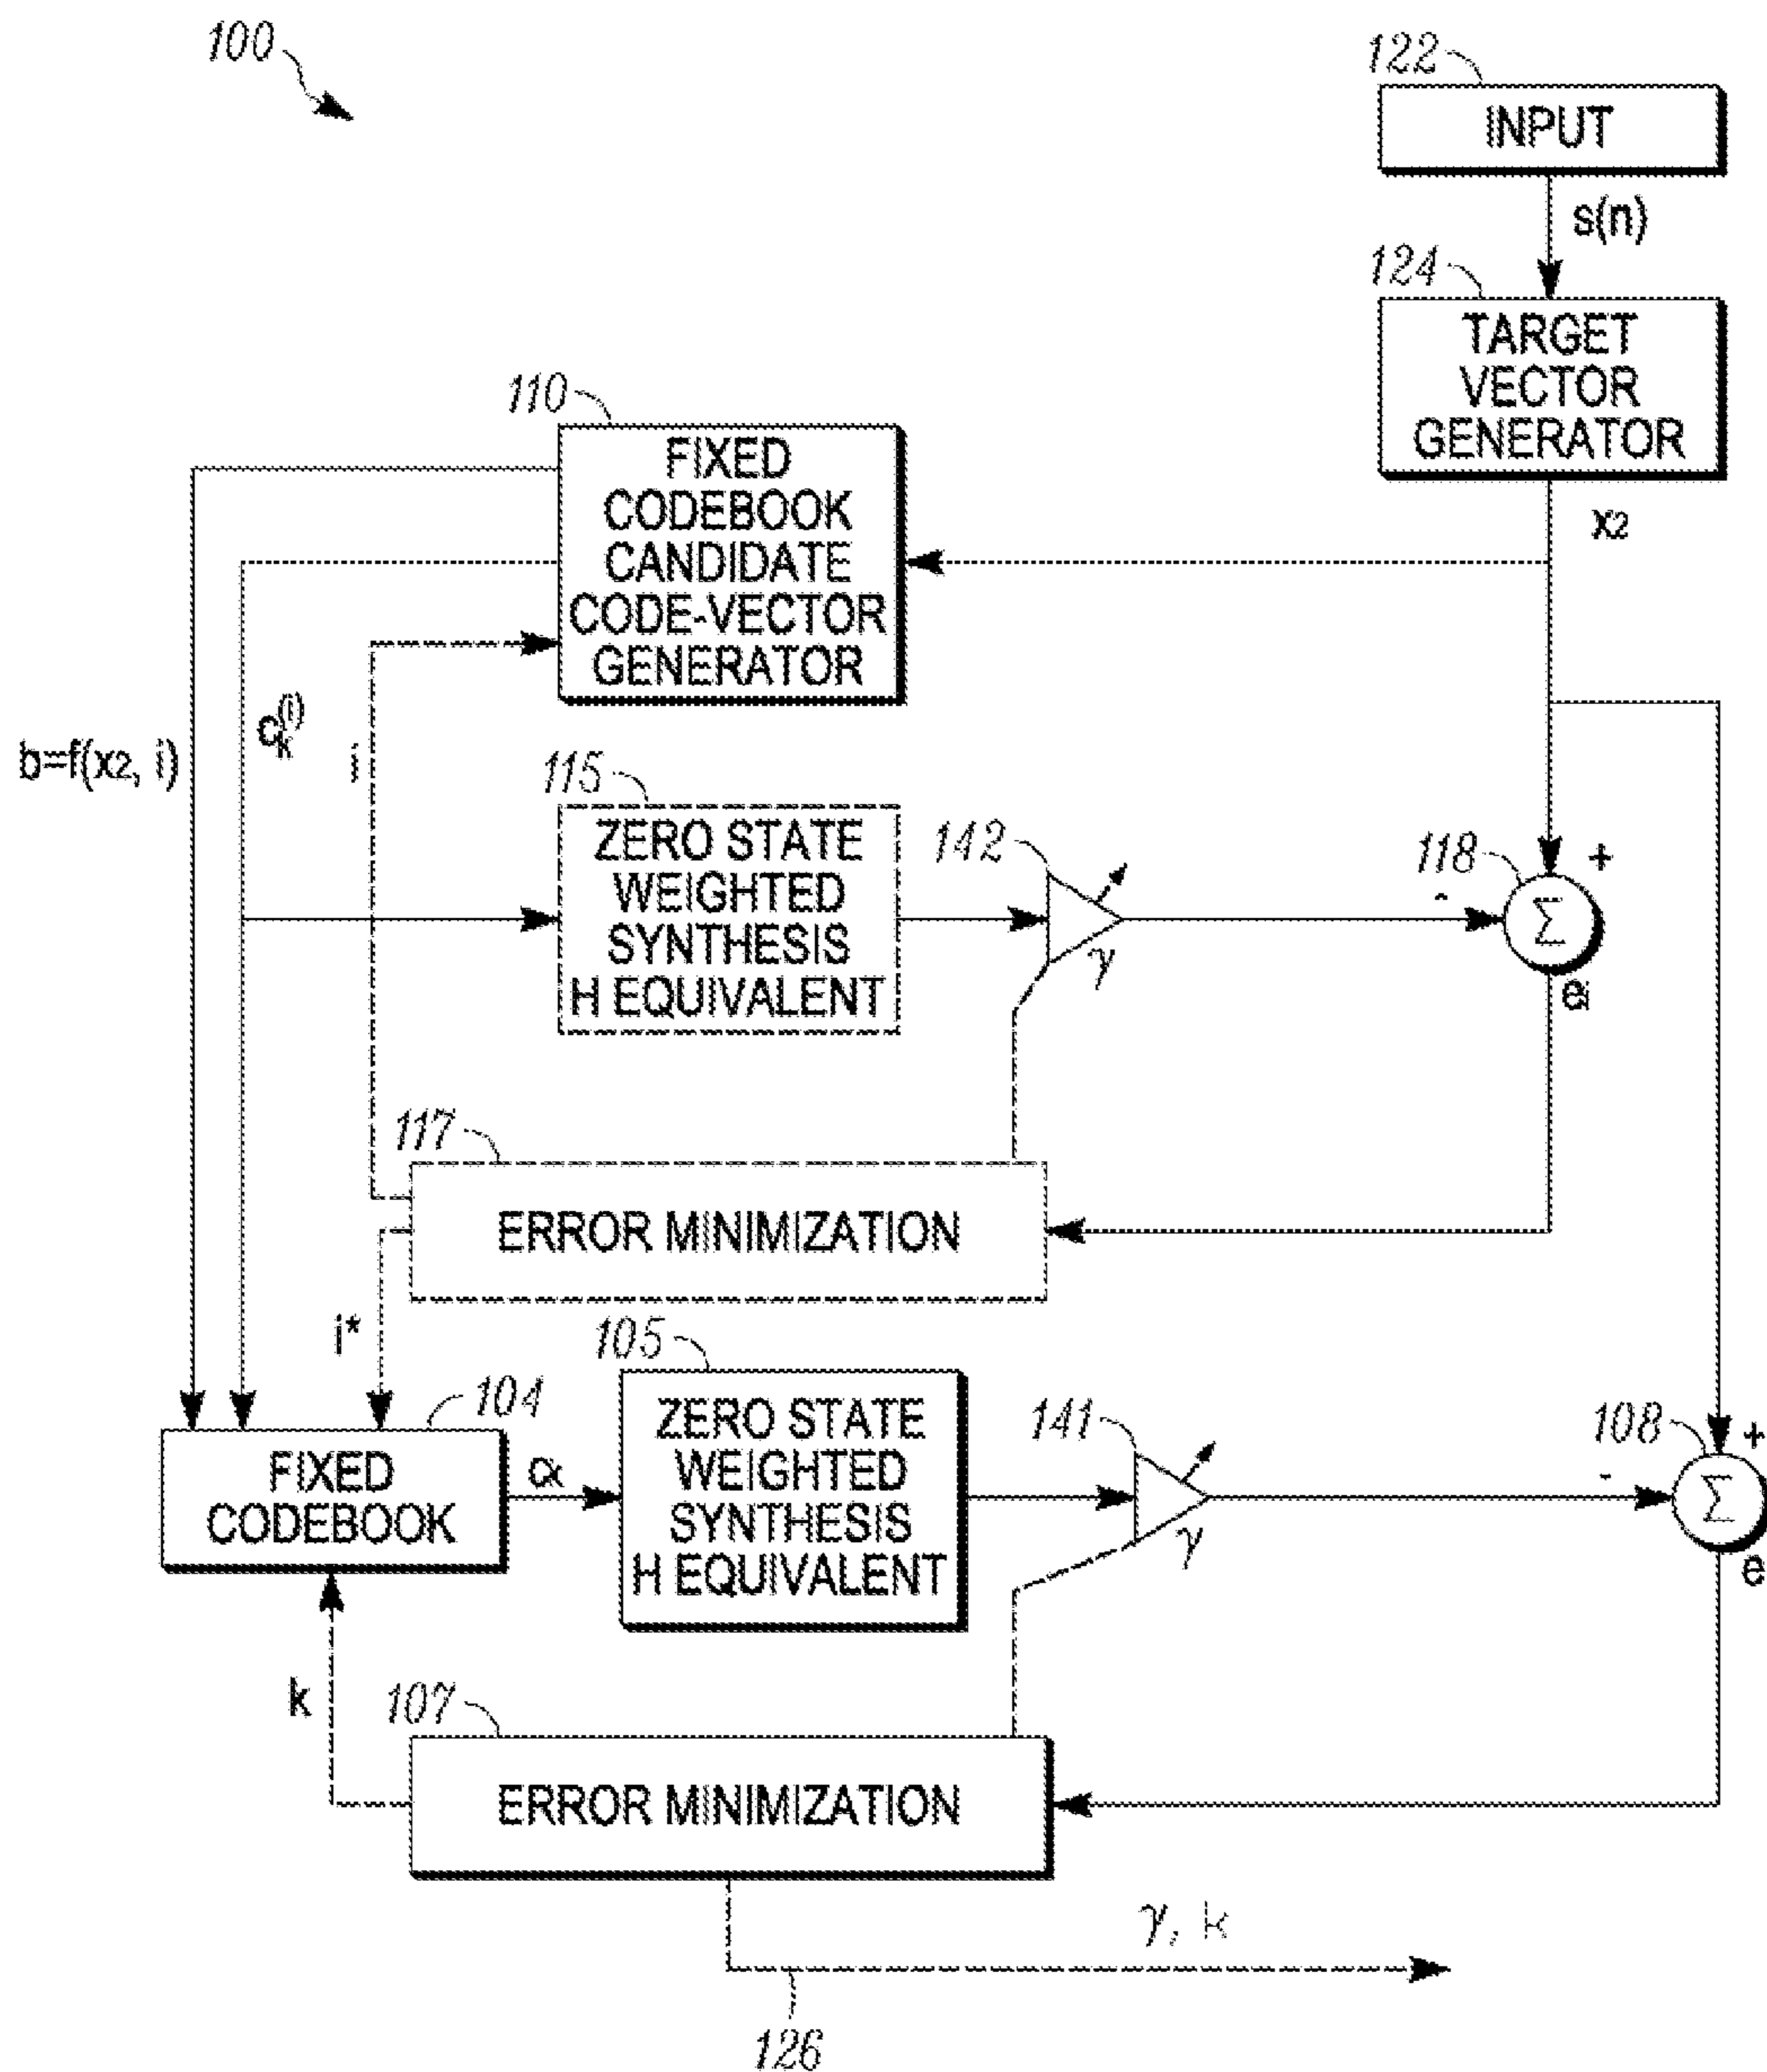 100
122
INPUT
s(n)
124
TARGET
VECTOR
GENERATOR
x2
110
FIXED
CODEBOOK
CANDIDATE
CODE-VECTOR
GENERATOR
b=f(x2, i)
c_k^(i)
i
115
ZERO STATE
WEIGHTED
SYNTHESIS
H EQUIVALENT
142
γ
118
+
-
Σ
117
ERROR MINIMIZATION
i*
104
FIXED
CODEBOOK
105
ZERO STATE
WEIGHTED
SYNTHESIS
H EQUIVALENT
141
γ
108
+
-
Σ
e
k
107
ERROR MINIMIZATION
γ, k
126